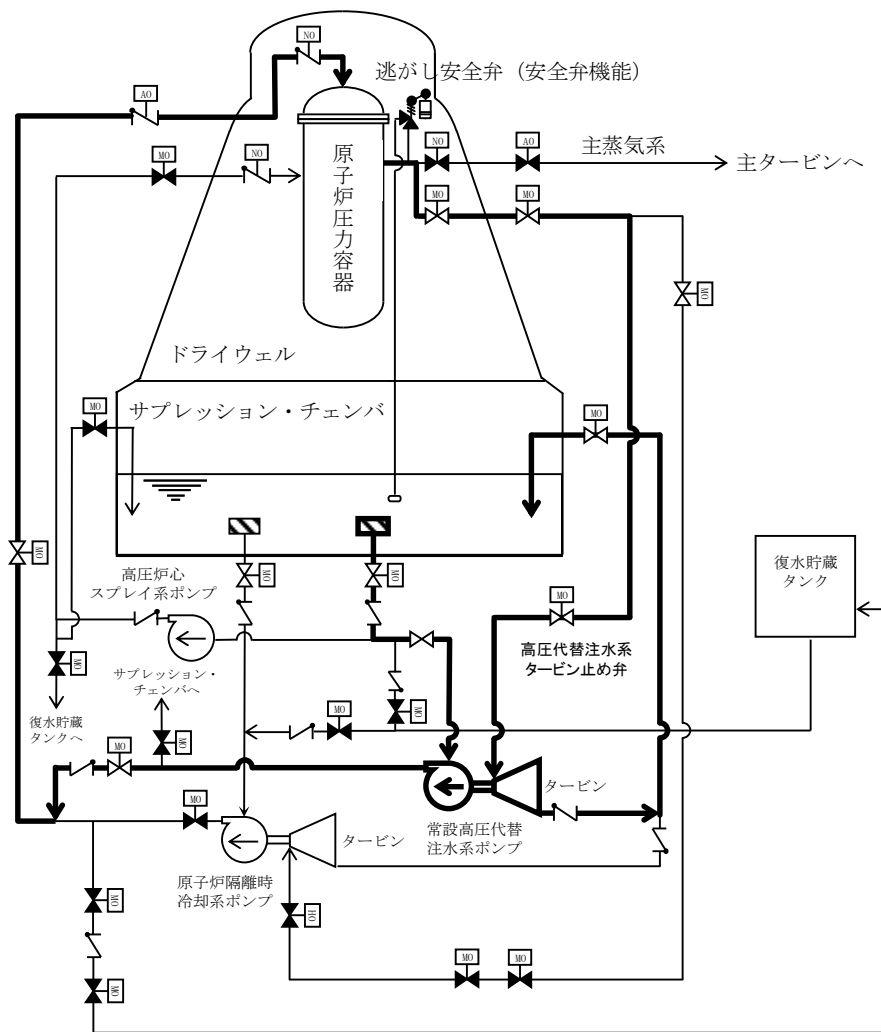 NO
逃がし安全弁（安全弁機能）
AO
MO
NO
NO
AO
主蒸気系
主タービンへ
MO
MO
原子炉圧力容器
MO
ドライウェル
サプレッション・チェンバ
MO
MO
MO
高圧炉心
スプレイ系ポンプ
MO
MO
復水貯蔵
タンク
MO
高圧代替注水系
タービン止め弁
MO
サプレッション・
チェンバへ
復水貯蔵
タンクへ
MO
MO
MO
MO
タービン
常設高圧代替
注水系ポンプ
MO
タービン
原子炉隔離時
冷却系ポンプ
MO
HO
MO
MO
MO